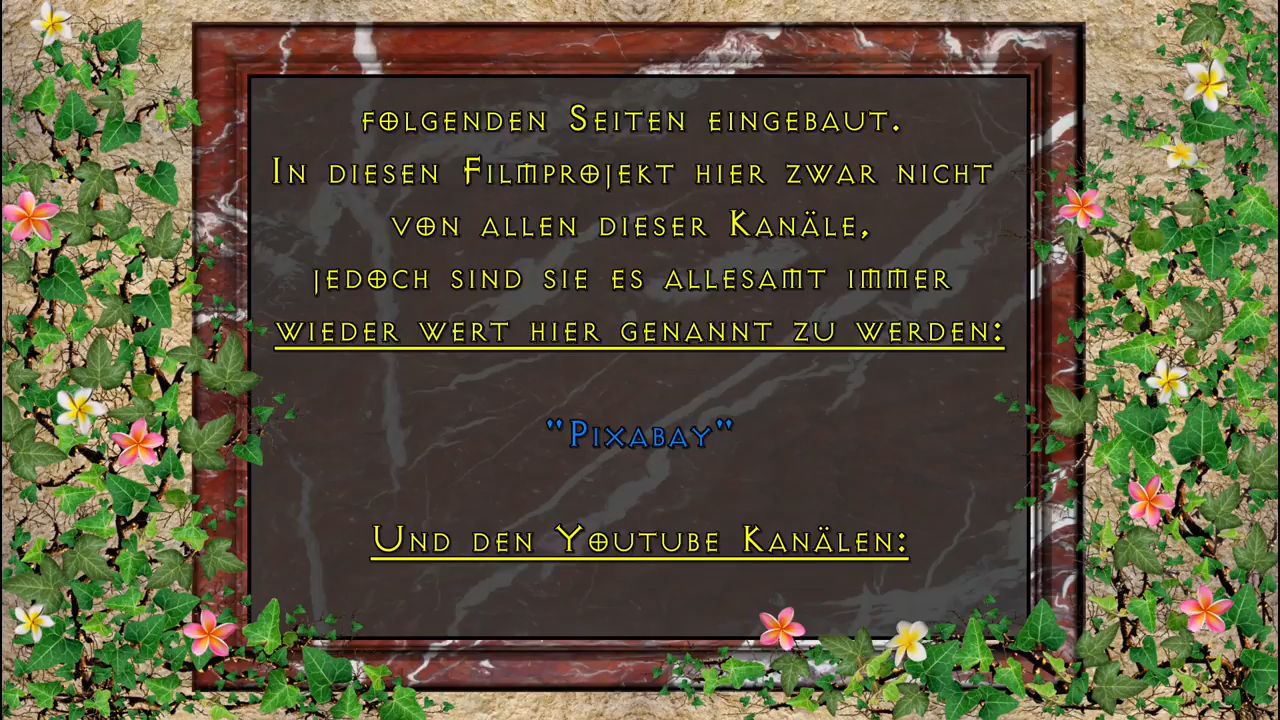 folgenden Seiten eingebaut.
In diesen Filmprojekt hier zwar nicht
von allen dieser Kanäle,
jedoch sind sie es allesamt immer
wieder wert hier genannt zu werden:
"Pixabay"
Und den Youtube Kanälen: